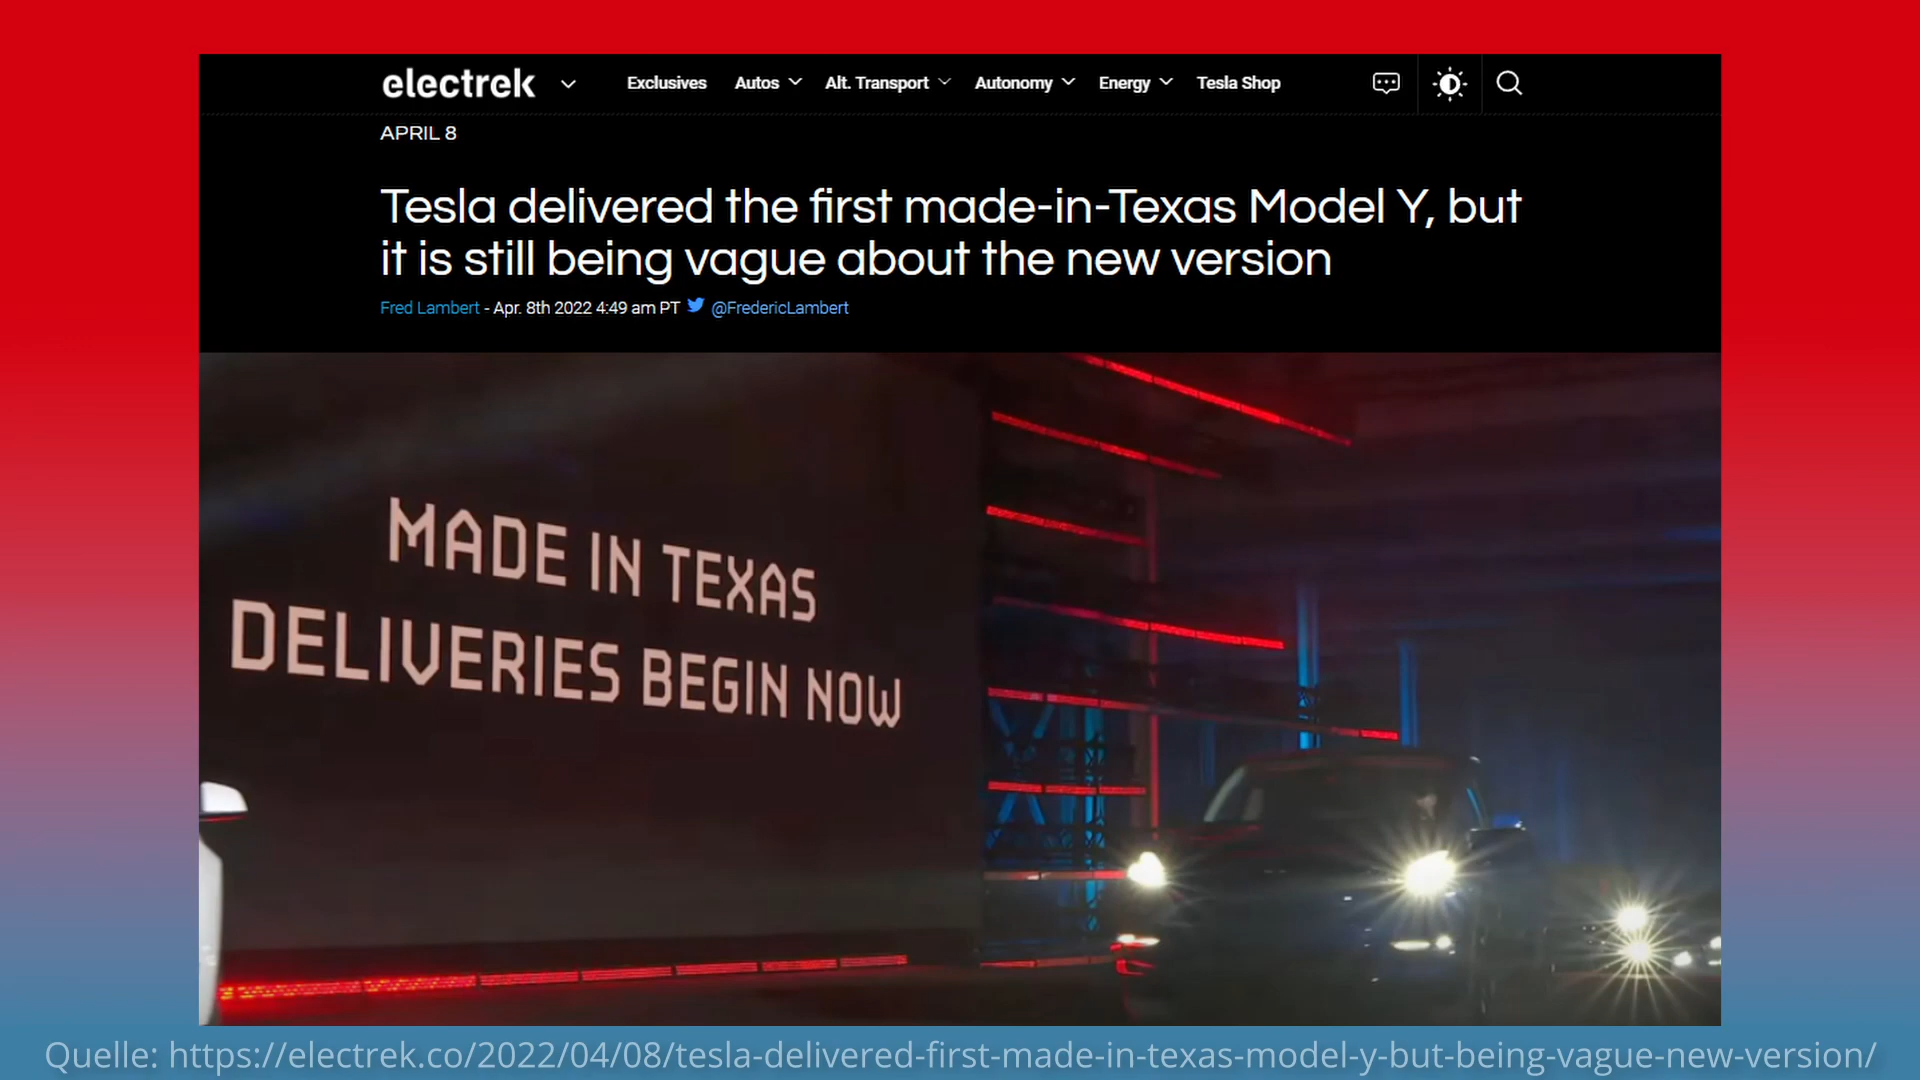 electrek Exclusives Autos Alt. Transport Autonomy Energy Tesla Shop
APRIL 8
Tesla delivered the first made-in-Texas Model Y, but
it is still being vague about the new version
Fred Lambert - Apr. 8th 2022 4:49 am PT @FredericLambert
MADE IN TEXAS
DELIVERIES BEGIN NOW
Quelle: https://electrek.co/2022/04/08/tesla-delivered-first-made-in-texas-model-y-but-being-vague-new-version/